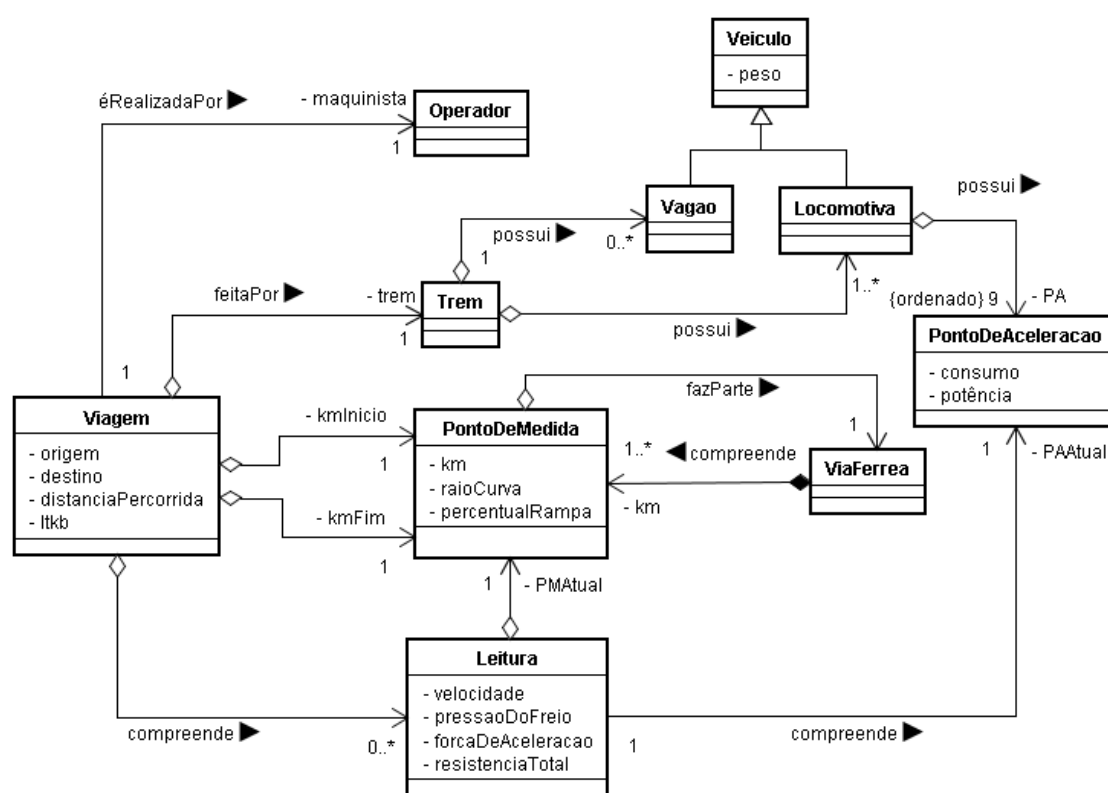 Veiculo
- peso
éRealizadaPor
- maquinista
1
Operador
Vagao
Locomotiva
possui
possui
1
0..*
feitaPor
- trem
1
Trem
1..*
possui
{ordenado} 9
- PA
PontoDeAceleracao
- consumo
- potência
1
Viagem
- origem
- destino
- distanciaPercorrida
- ltkb
- kmInicio
1
- kmFim
1
PontoDeMedida
- km
- raioCurva
- percentualRampa
fazParte
1
1..*
compreende
- km
ViaFerrea
1
- PAAtual
1
- PMAtual
Leitura
- velocidade
- pressaoDoFreio
- forcaDeAceleracao
- resistenciaTotal
compreende
0..*
1
compreende